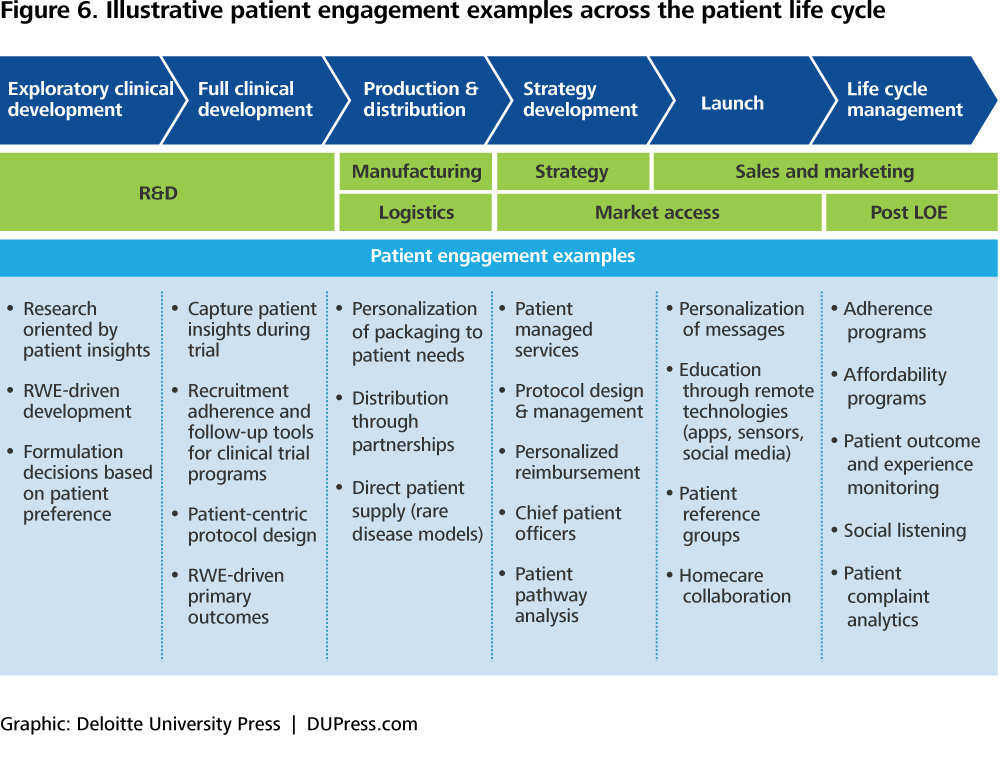 Figure 6. Illustrative patient engagement examples across the patient life cycle
Exploratory clinical
development
Full clinical
development
Production &
distribution
Strategy
development
Launch
Life cycle
management
R&D
Manufacturing
Logistics
Strategy
Sales and marketing
Market access
Post LOE
Patient engagement examples
• Research
oriented by
patient insights
• RWE-driven
development
• Formulation
decisions based
on patient
preference
• Capture patient
insights during
trial
• Recruitment
adherence and
follow-up tools
for clinical trial
programs
• Patient-centric
protocol design
• RWE-driven
primary
outcomes
• Personalization
of packaging to
patient needs
• Distribution
through
partnerships
• Direct patient
supply (rare
disease models)
• Patient
managed
services
• Protocol design
& management
• Personalized
reimbursement
• Chief patient
officers
• Patient
pathway
analysis
• Personalization
of messages
• Education
through remote
technologies
(apps, sensors,
social media)
• Patient
reference
groups
• Homecare
collaboration
• Adherence
programs
• Affordability
programs
• Patient outcome
and experience
monitoring
• Social listening
• Patient
complaint
analytics
Graphic: Deloitte University Press | DUPress.com